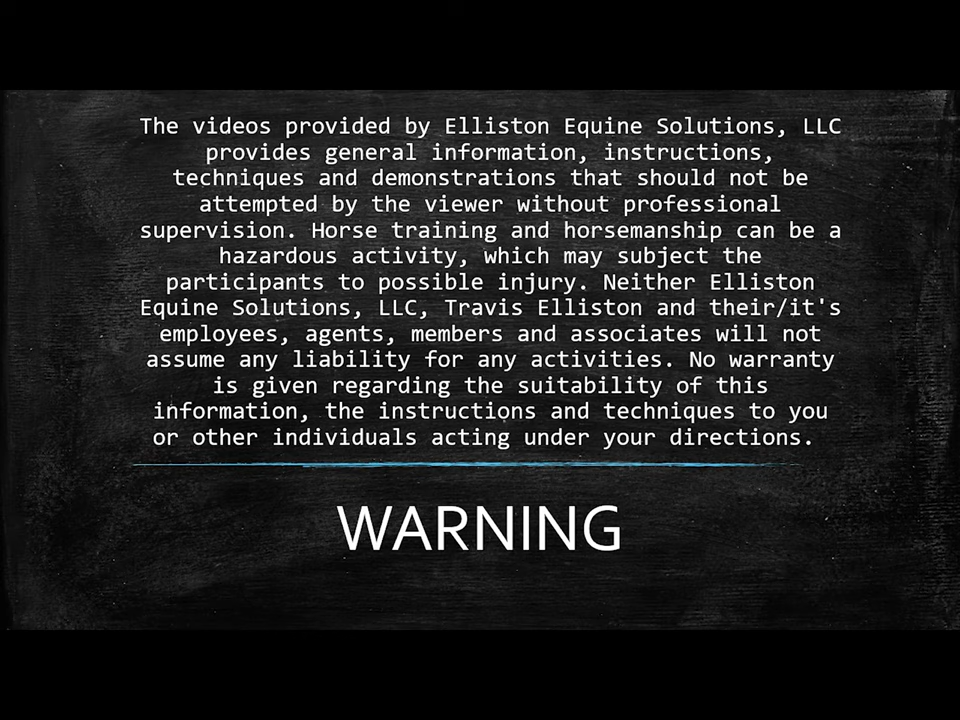 The videos provided by Elliston Equine Solutions, LLC
provides general information, instructions,
techniques and demonstrations that should not be
attempted by the viewer without professional
supervision. Horse training and horsemanship can be a
hazardous activity, which may subject the
participants to possible injury. Neither Elliston
Equine Solutions, LLC, Travis Elliston and their/it's
employees, agents, members and associates will not
assume any liability for any activities. No warranty
is given regarding the suitability of this
information, the instructions and techniques to you
or other individuals acting under your directions.
WARNING